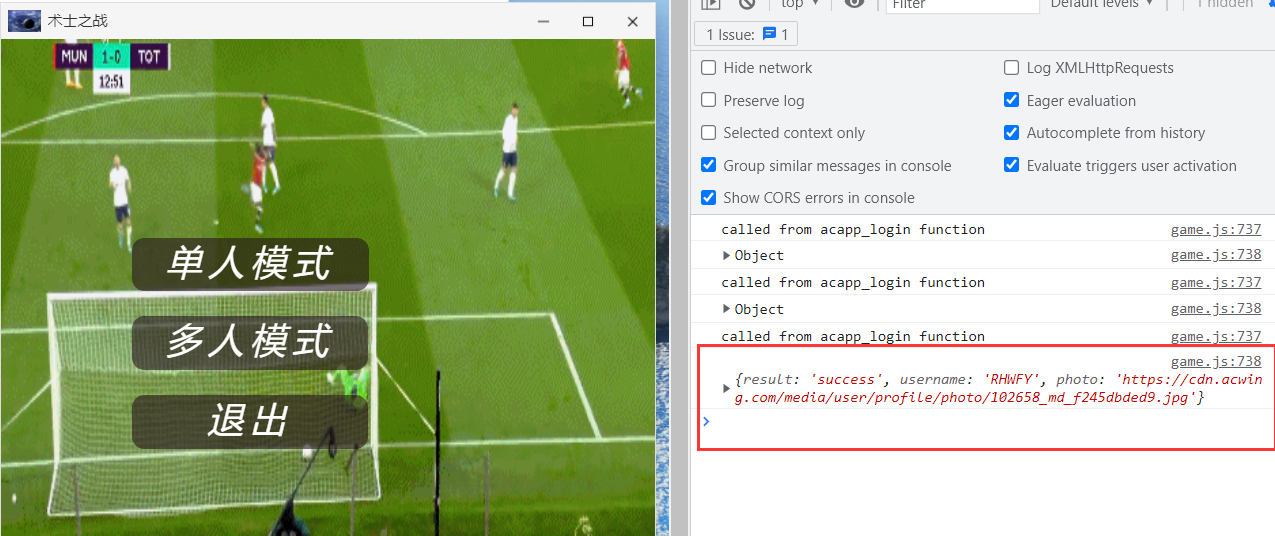 术士之战
MUN 1-0 TOT
12:51
单人模式
多人模式
退出
top
Filter
Default levels
1 hidden
1 Issue: 1
Hide network
Log XMLHttpRequests
Preserve log
Eager evaluation
Selected context only
Autocomplete from history
Group similar messages in console
Evaluate triggers user activation
Show CORS errors in console
called from acapp_login function game.js:737
Object game.js:738
called from acapp_login function game.js:737
Object game.js:738
called from acapp_login function game.js:737
game.js:738
{result: 'success', username: 'RHWFY', photo: 'https://cdn.acwin
g.com/media/user/profile/photo/102658_md_f245dbded9.jpg'}